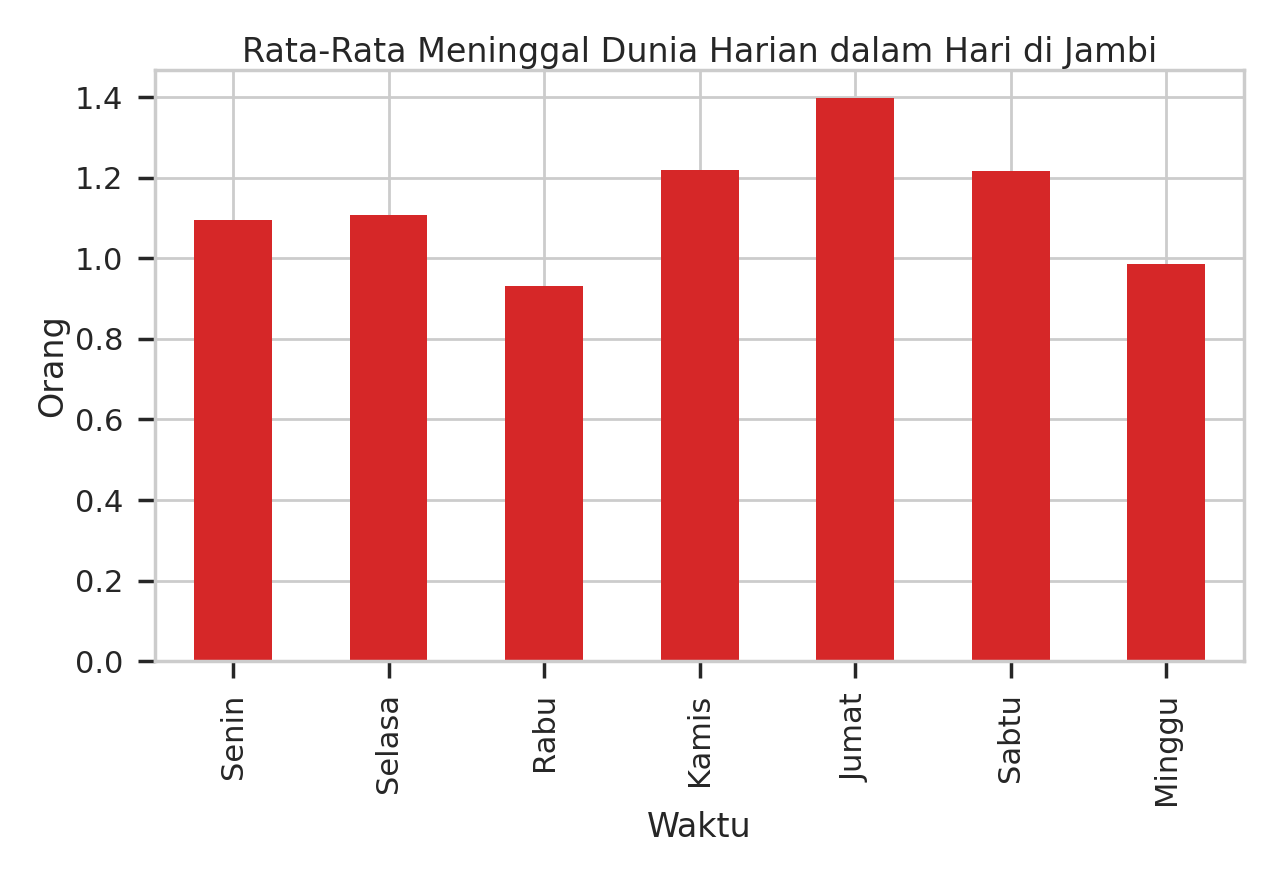 Rata-Rata Meninggal Dunia Harian dalam Hari di Jambi
1.4
1.2
1.0
0.8
0.6
0.4
0.2
0.0
Orang
Senin
Selasa
Rabu
Kamis
Jumat
Sabtu
Minggu
Waktu